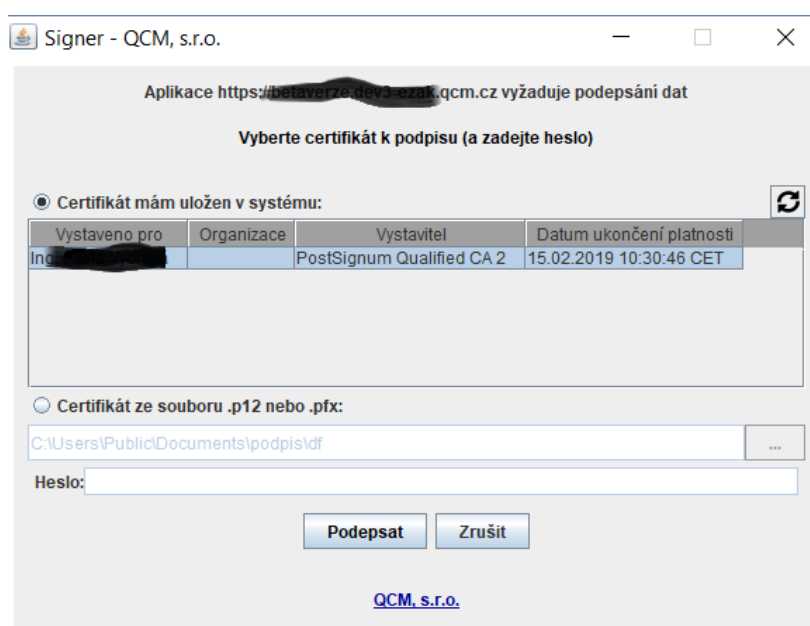 Signer - QCM, s.r.o.
Aplikace https:// .qcm.cz vyžaduje podepsání dat
Vyberte certifikát k podpisu (a zadejte heslo)
Certifikát mám uložen v systému:
Vystaveno pro Organizace Vystavitel Datum ukončení platnosti
Ing. PostSignum Qualified CA 2 15.02.2019 10:30:46 CET
Certifikát ze souboru .p12 nebo .pfx:
C:\Users\Public\Documents\podpis\df ...
Heslo:
Podepsat Zrušit
QCM, s.r.o.